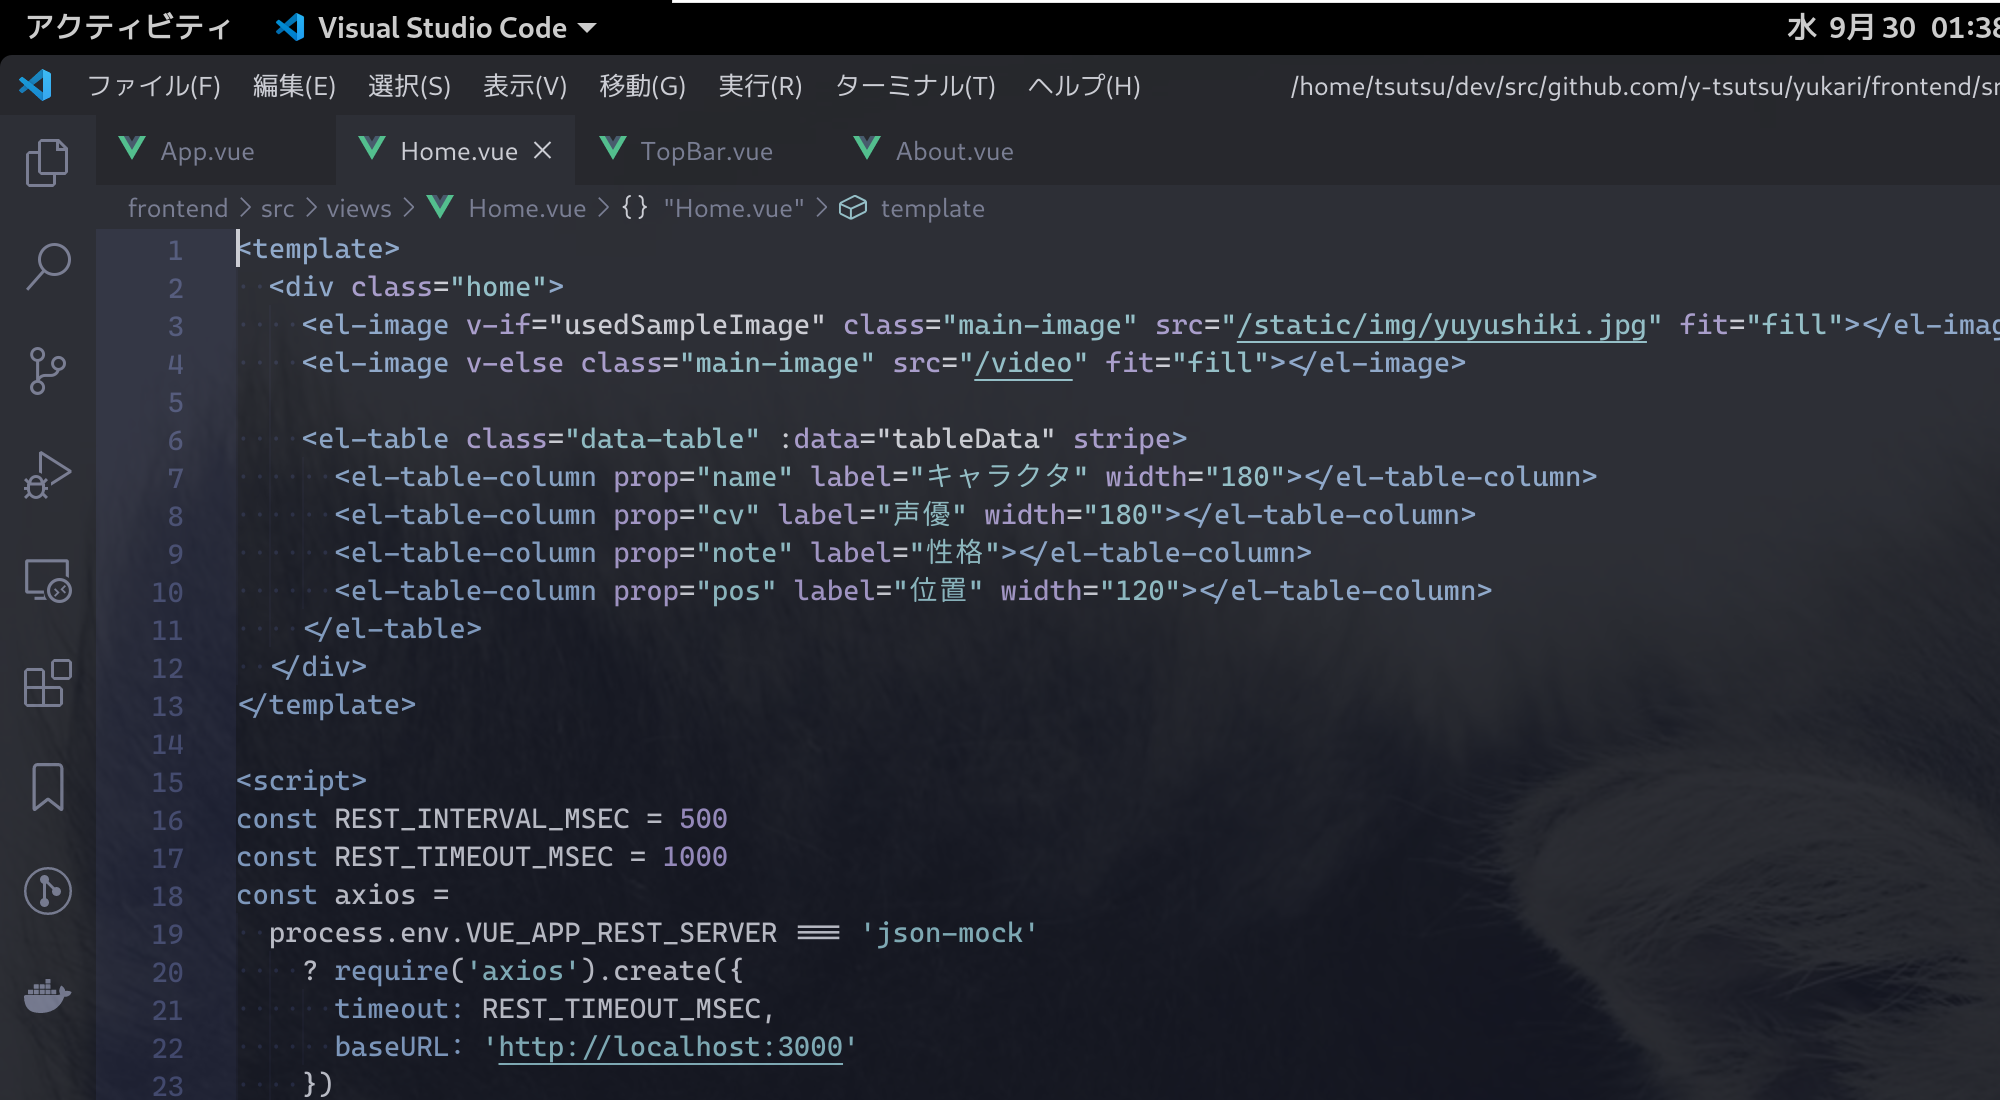 アクティビティ Visual Studio Code 水 9月 30 01:38
ファイル(F) 編集(E) 選択(S) 表示(V) 移動(G) 実行(R) ターミナル(T) ヘルプ(H) /home/tsutsu/dev/src/github.com/y-tsutsu/yukari/frontend/sr
App.vue Home.vue TopBar.vue About.vue
frontend > src > views > Home.vue > {} "Home.vue" > template
1 <template>
2 <div class="home">
3 <el-image v-if="usedSampleImage" class="main-image" src="/static/img/yuyushiki.jpg" fit="fill"></el-imag
4 <el-image v-else class="main-image" src="/video" fit="fill"></el-image>
5
6 <el-table class="data-table" :data="tableData" stripe>
7 <el-table-column prop="name" label="キャラクタ" width="180"></el-table-column>
8 <el-table-column prop="cv" label="声優" width="180"></el-table-column>
9 <el-table-column prop="note" label="性格"></el-table-column>
10 <el-table-column prop="pos" label="位置" width="120"></el-table-column>
11 </el-table>
12 </div>
13 </template>
14
15 <script>
16 const REST_INTERVAL_MSEC = 500
17 const REST_TIMEOUT_MSEC = 1000
18 const axios =
19 process.env.VUE_APP_REST_SERVER === 'json-mock'
20 ? require('axios').create({
21 timeout: REST_TIMEOUT_MSEC,
22 baseURL: 'http://localhost:3000'
23 })